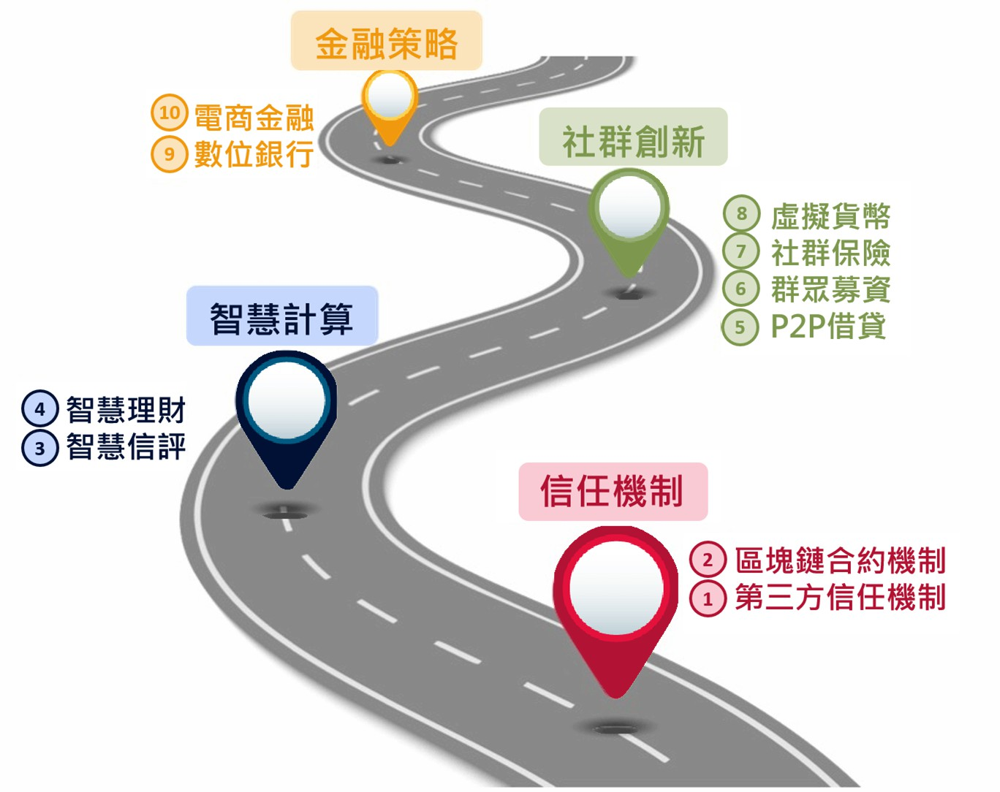 金融策略
10 電商金融
9 數位銀行
社群創新
8 虛擬貨幣
7 社群保險
6 群眾募資
5 P2P借貸
智慧計算
4 智慧理財
3 智慧信評
信任機制
2 區塊鏈合約機制
1 第三方信任機制